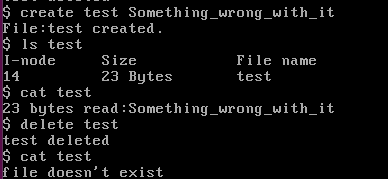 $ create test Something_wrong_with_it
File:test created.
$ ls test
I-node Size File name
14 23 Bytes test
$ cat test
23 bytes read:Something_wrong_with_it
$ delete test
test deleted
$ cat test
file doesn't exist